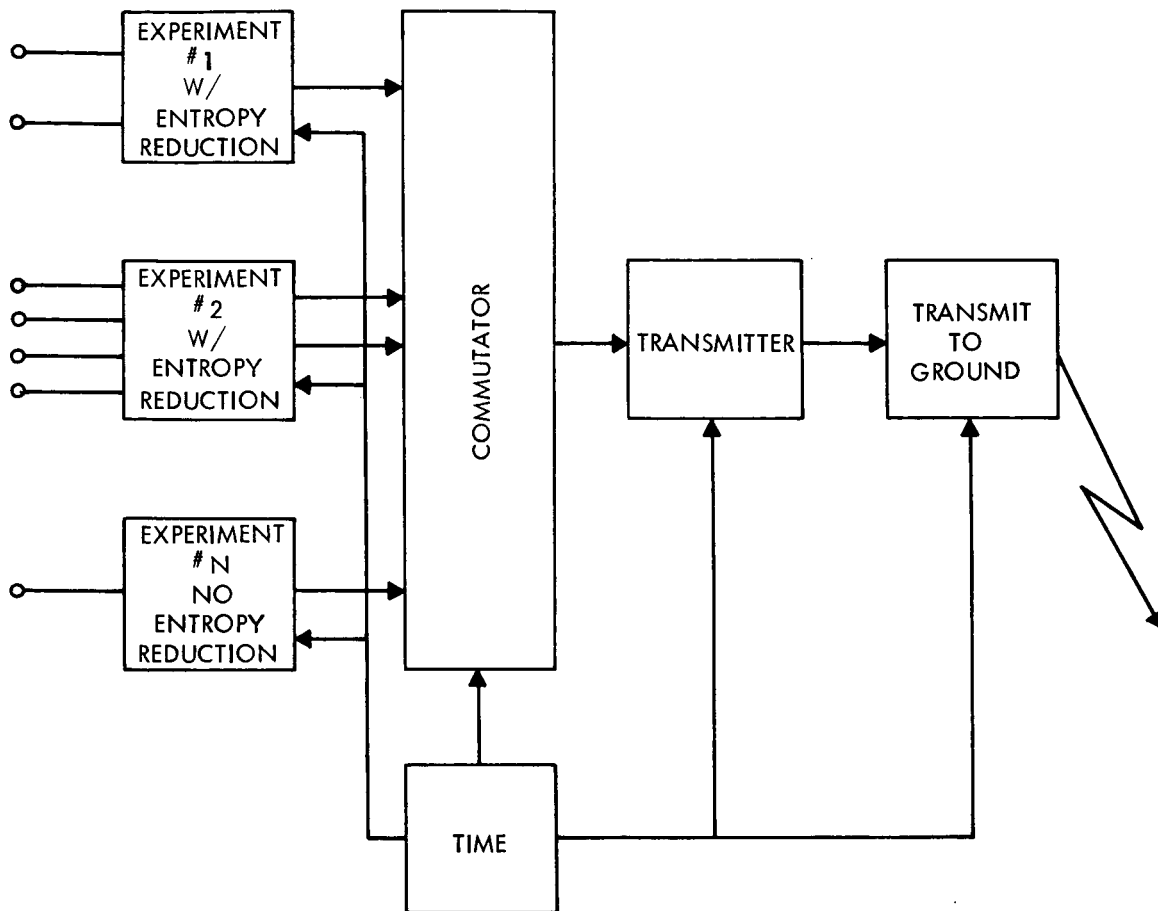 EXPERIMENT
#1
W/
ENTROPY
REDUCTION
EXPERIMENT
#2
W/
ENTROPY
REDUCTION
EXPERIMENT
#N
NO
ENTROPY
REDUCTION
COMMUTATOR
TRANSMITTER
TRANSMIT
TO
GROUND
TIME